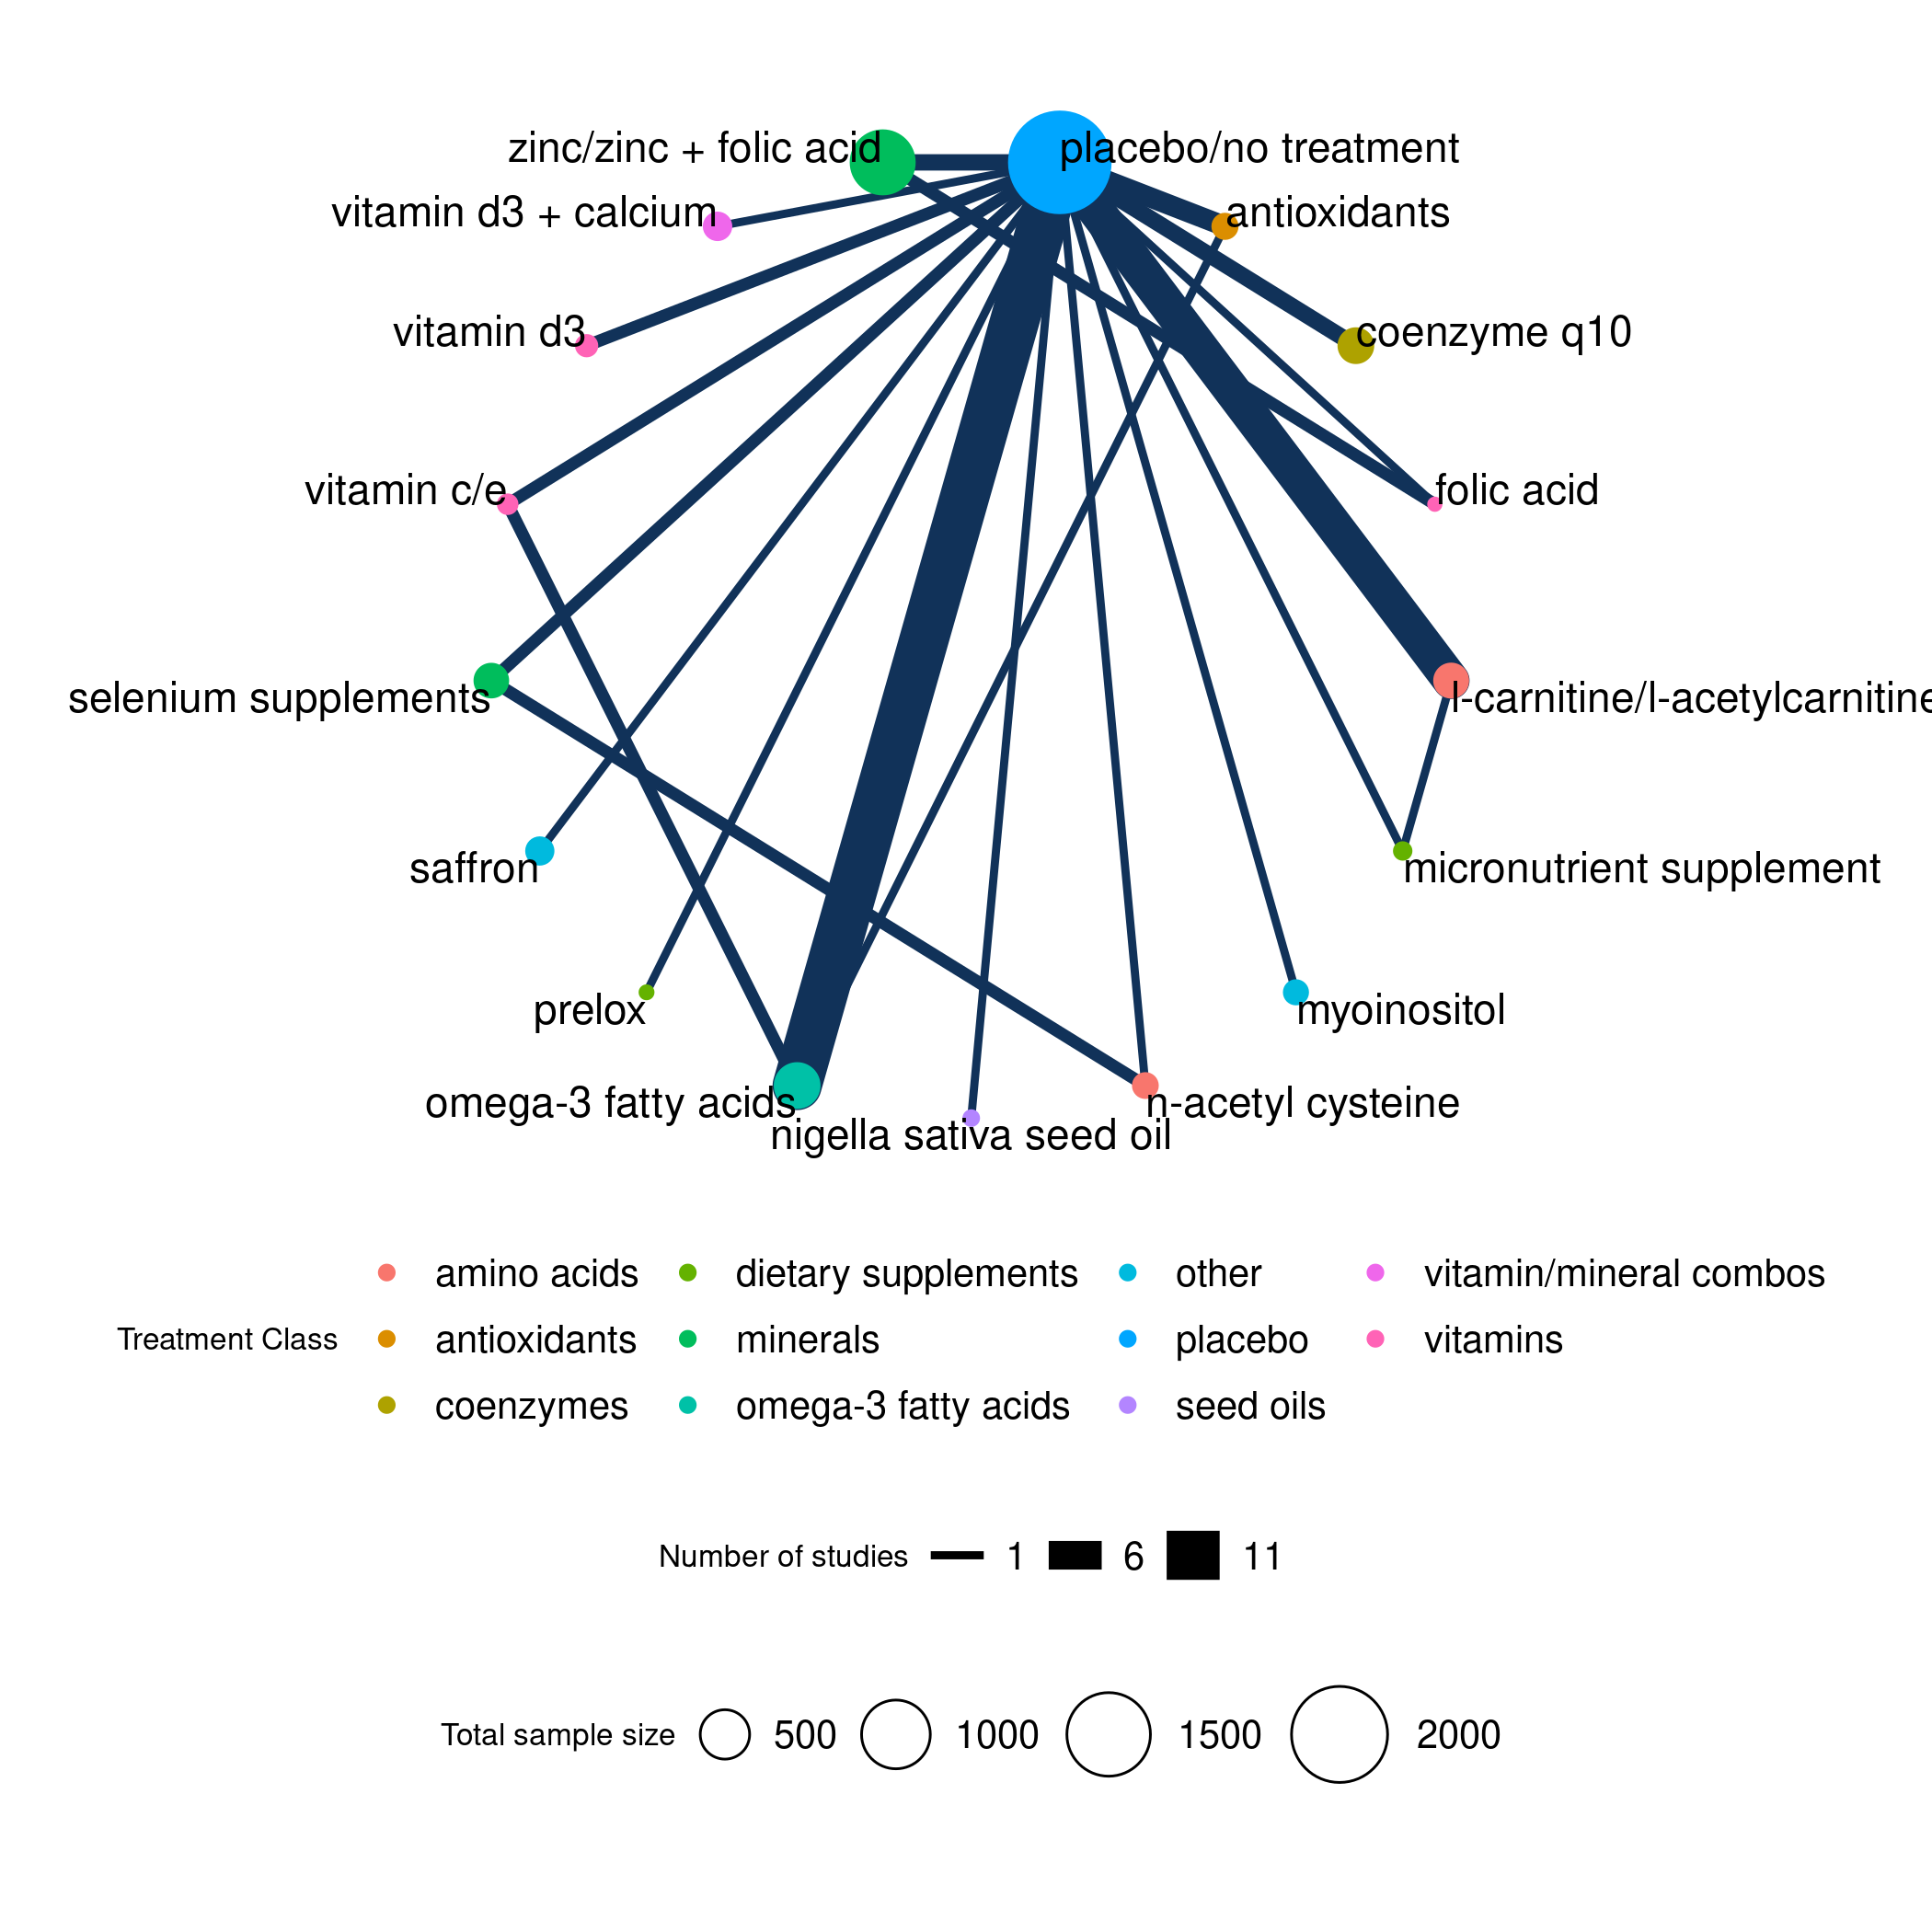 zinc/zinc + folic acid
placebo/no treatment
vitamin d3 + calcium
antioxidants
vitamin d3
coenzyme q10
vitamin c/e
folic acid
selenium supplements
l-carnitine/l-acetylcarnitine
saffron
micronutrient supplement
prelox
myoinositol
omega-3 fatty acids
n-acetyl cysteine
nigella sativa seed oil
amino acids
dietary supplements
other
vitamin/mineral combos
Treatment Class
antioxidants
minerals
placebo
vitamins
coenzymes
omega-3 fatty acids
seed oils
Number of studies 1 6 11
Total sample size 500 1000 1500 2000